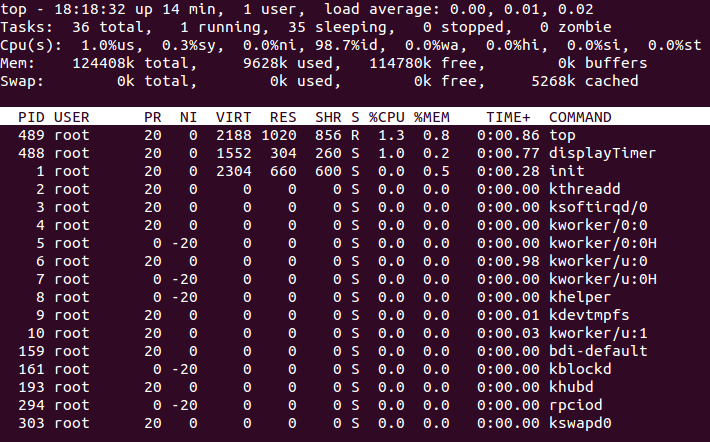 top - 18:18:32 up 14 min,  1 user,  load average: 0.00, 0.01, 0.02
Tasks:  36 total,   1 running,  35 sleeping,   0 stopped,   0 zombie
Cpu(s):  1.0%us,  0.3%sy,  0.0%ni, 98.7%id,  0.0%wa,  0.0%hi,  0.0%si,  0.0%st
Mem:    124408k total,     9628k used,   114780k free,        0k buffers
Swap:        0k total,        0k used,        0k free,     5268k cached
  PID USER      PR  NI  VIRT  RES  SHR S %CPU %MEM    TIME+  COMMAND
  489 root      20   0  2188 1020  856 R  1.3  0.8   0:00.86 top
  488 root      20   0  1552  304  260 S  1.0  0.2   0:00.77 displayTimer
    1 root      20   0  2304  660  600 S  0.0  0.5   0:00.28 init
    2 root      20   0     0    0    0 S  0.0  0.0   0:00.00 kthreadd
    3 root      20   0     0    0    0 S  0.0  0.0   0:00.00 ksoftirqd/0
    4 root      20   0     0    0    0 S  0.0  0.0   0:00.00 kworker/0:0
    5 root       0 -20     0    0    0 S  0.0  0.0   0:00.00 kworker/0:0H
    6 root      20   0     0    0    0 S  0.0  0.0   0:00.98 kworker/u:0
    7 root       0 -20     0    0    0 S  0.0  0.0   0:00.00 kworker/u:0H
    8 root       0 -20     0    0    0 S  0.0  0.0   0:00.00 khelper
    9 root      20   0     0    0    0 S  0.0  0.0   0:00.01 kdevtmpfs
   10 root      20   0     0    0    0 S  0.0  0.0   0:00.03 kworker/u:1
  159 root      20   0     0    0    0 S  0.0  0.0   0:00.00 bdi-default
  161 root       0 -20     0    0    0 S  0.0  0.0   0:00.00 kblockd
  193 root      20   0     0    0    0 S  0.0  0.0   0:00.00 khubd
  294 root       0 -20     0    0    0 S  0.0  0.0   0:00.00 rpciod
  303 root      20   0     0    0    0 S  0.0  0.0   0:00.00 kswapd0